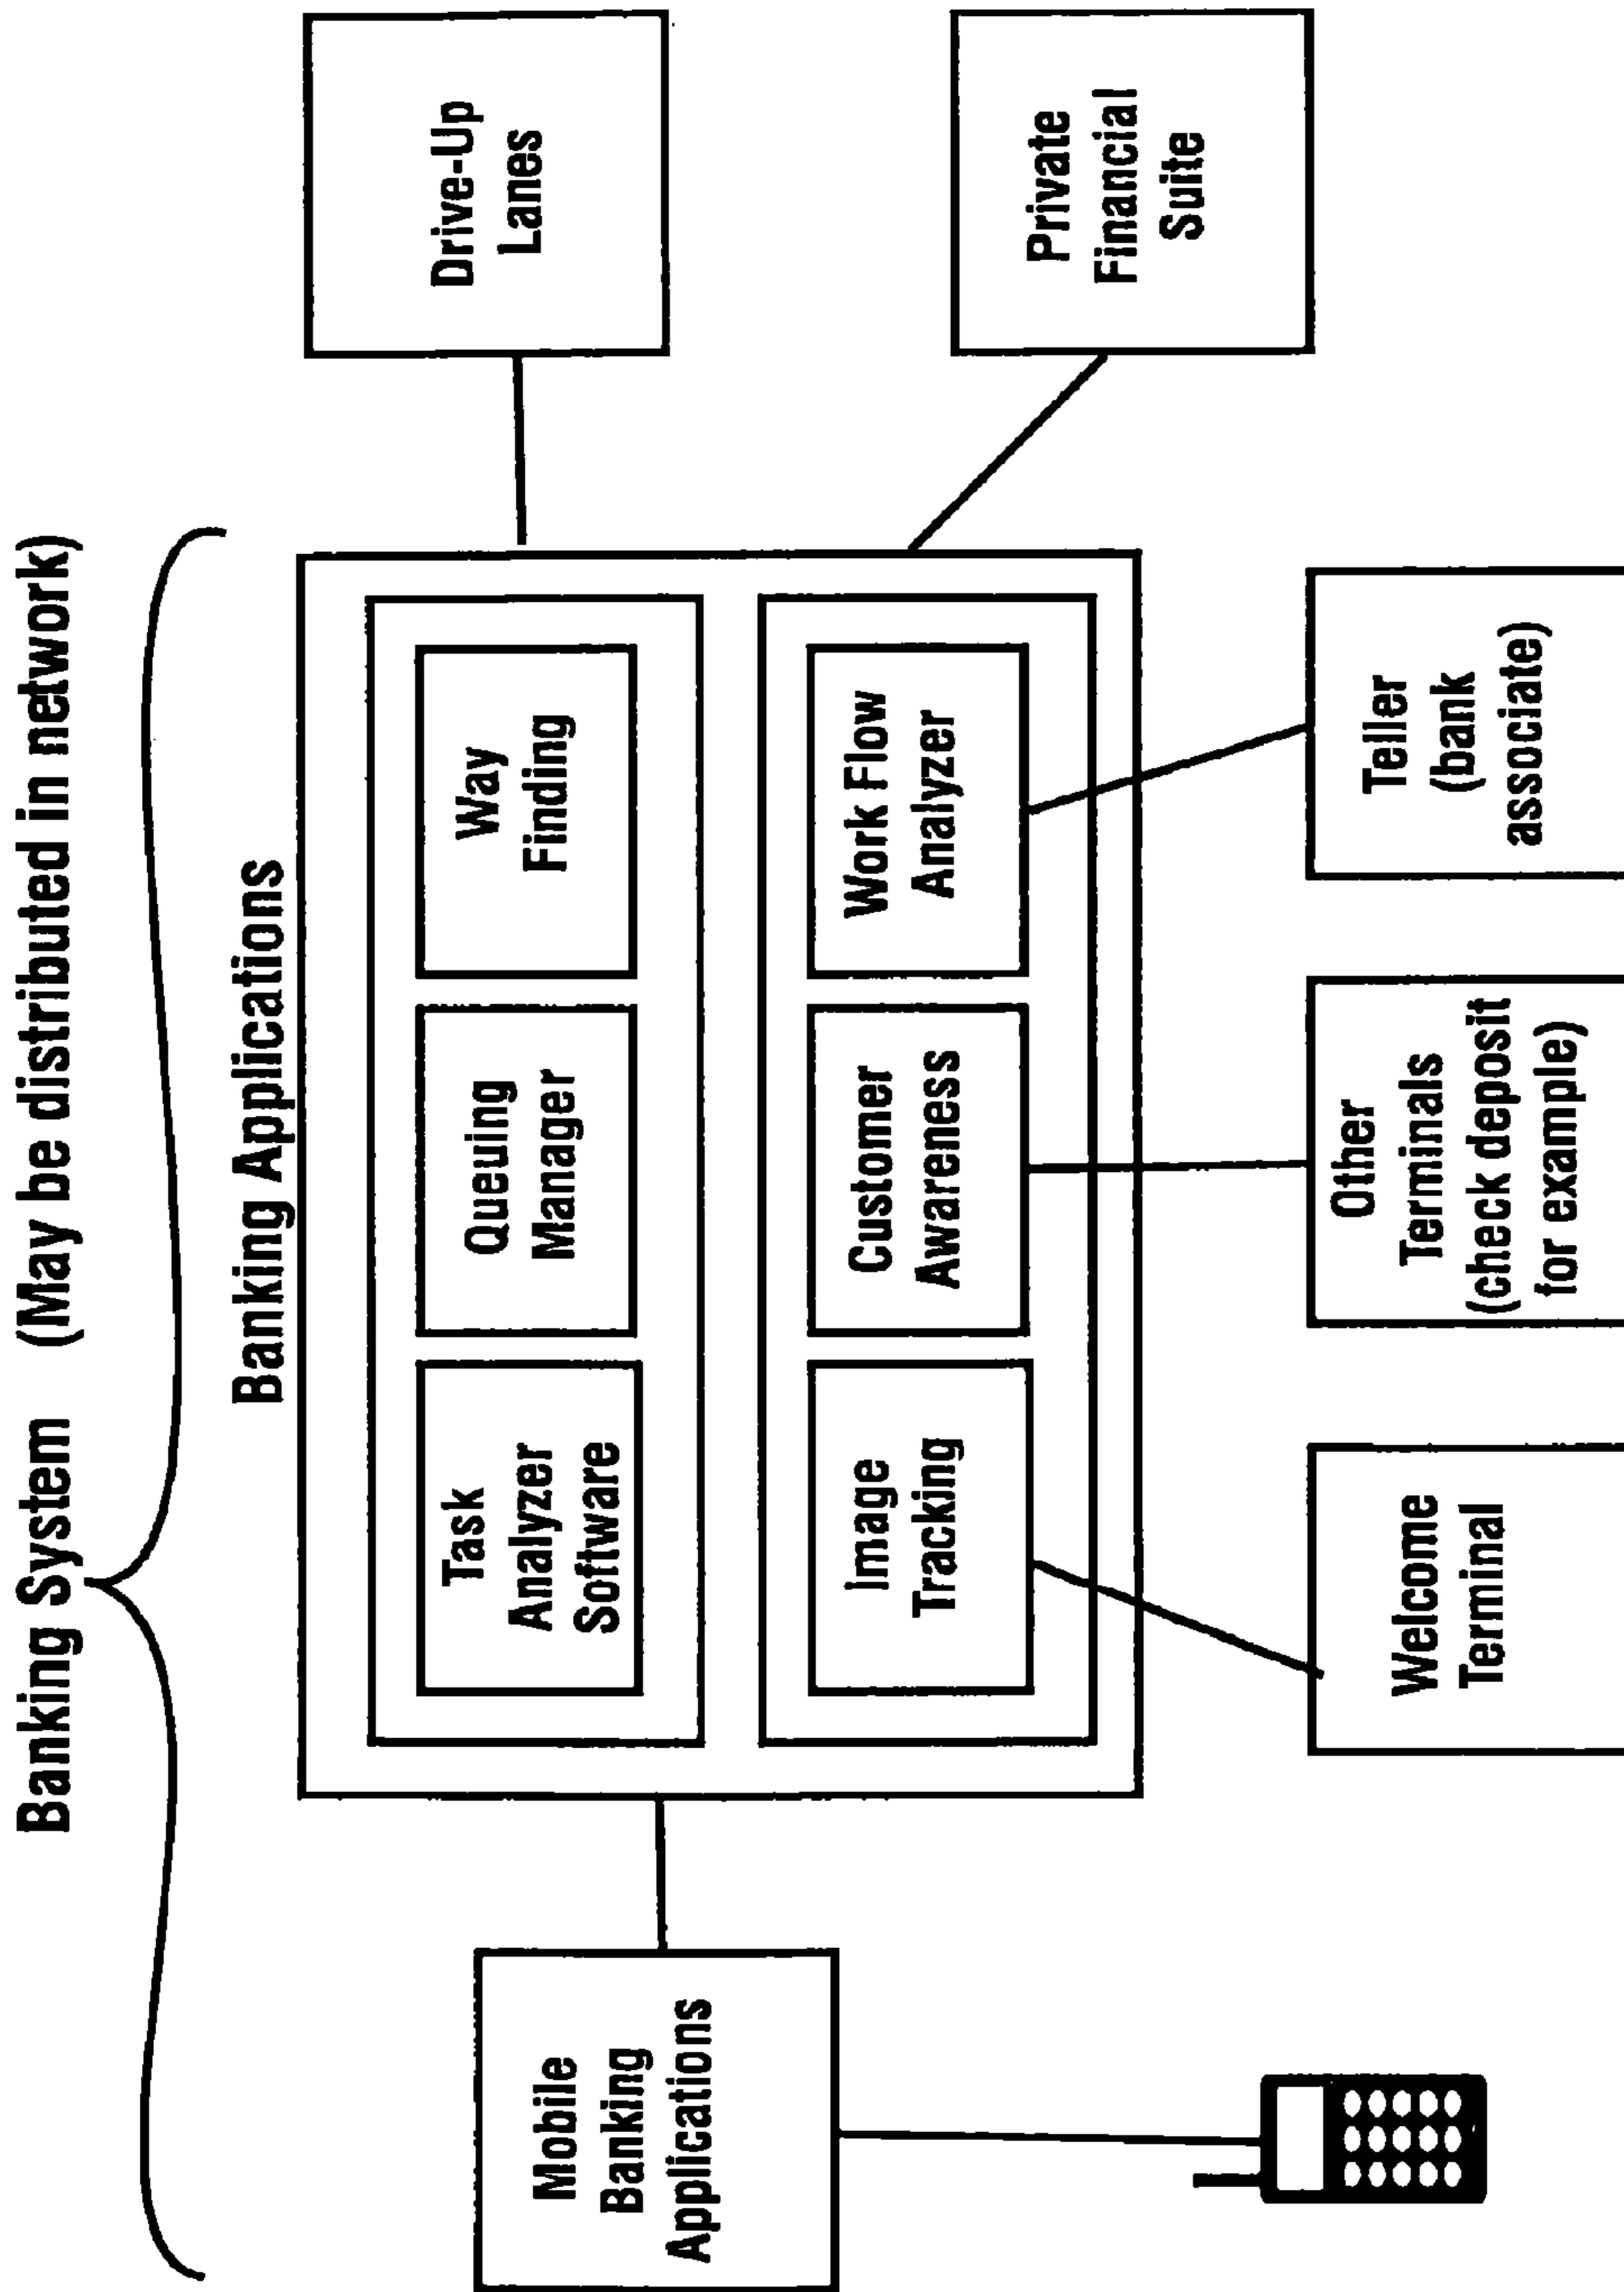 Banking System (May be distributed in network)
Banking Applications
Mobile
Banking
Applications
Task
Analyzer
Software
Queuing
Manager
Way
Finding
Image
Tracking
Customer
Awareness
Work Flow
Analyzer
Drive-Up
Lanes
Private
Financial
Suite
Welcome
Terminal
Other
Terminals
(check deposit
for example)
Teller
(bank
associate)